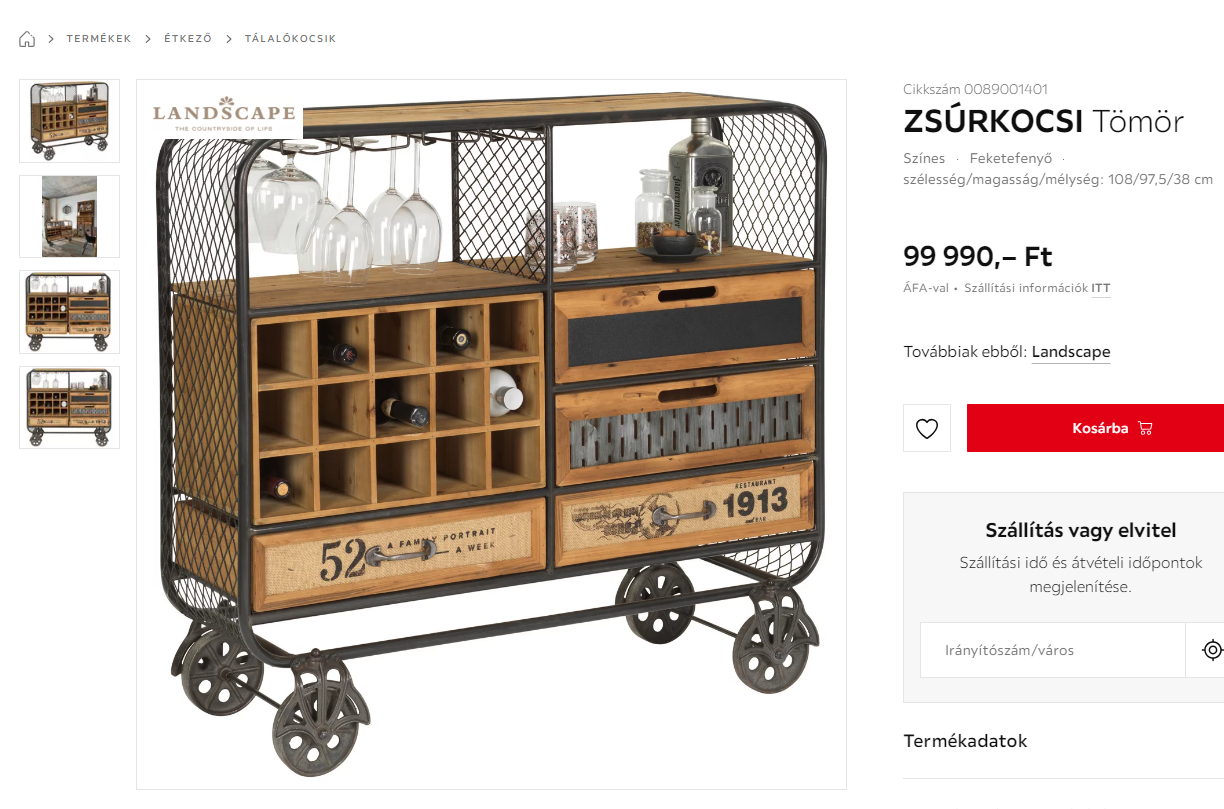 TERMÉKEK
ÉTKEZŐ
TÁLALÓKOCSIK
LANDSCAPE
THE COUNTRYSIDE OF LIFE
Jägermeister
52
A FAMILY PORTRAIT
A WEEK
RESTAURANT
1913
and BAR
Cikkszám 0089001401
ZSÚRKOCSI Tömör
Színes · Feketefenyő ·
szélesség/magasság/mélység: 108/97,5/38 cm
99 990,– Ft
ÁFA-val • Szállítási információk ITT
Továbbiak ebből: Landscape
Kosárba
Szállítás vagy elvitel
Szállítási idő és átvételi időpontok
megjelenítése.
Irányítószám/város
Termékadatok